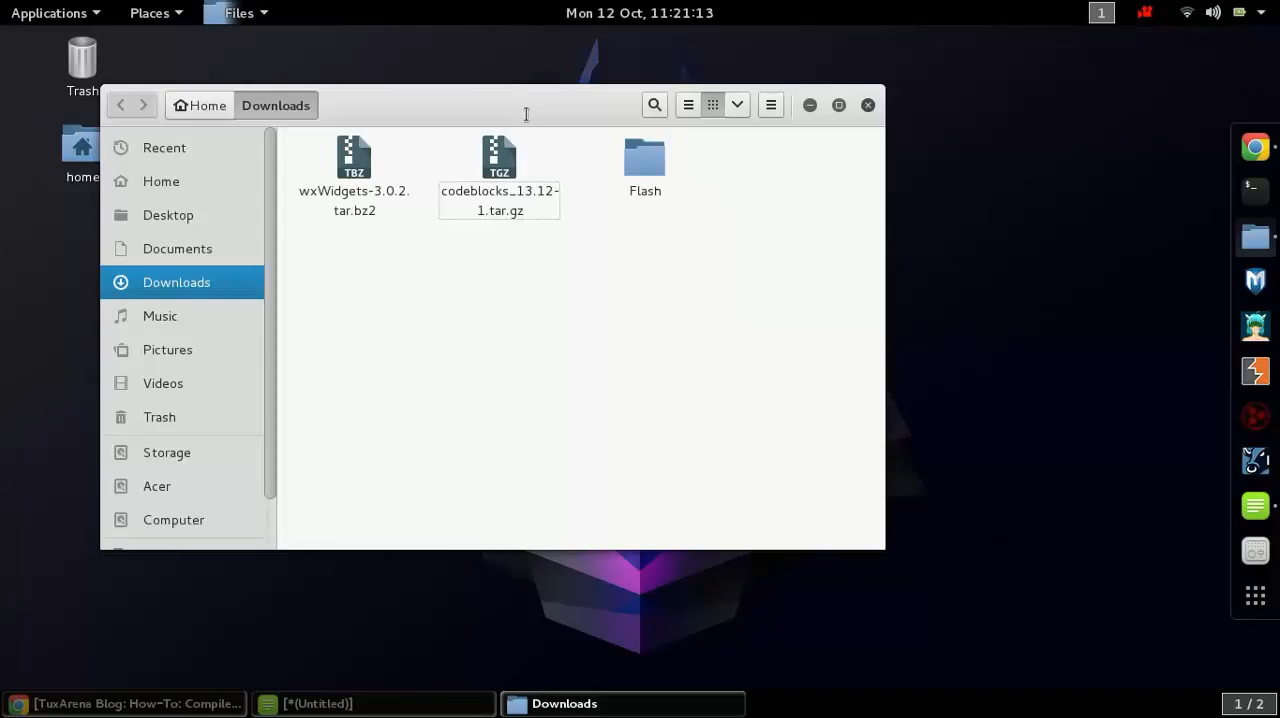 Applications Places Files Mon 12 Oct, 11:21:13 1
Trash
home
Home Downloads
Recent
Home
Desktop
Documents
Downloads
Music
Pictures
Videos
Trash
Storage
Acer
Computer
TBZ
wxWidgets-3.0.2.
tar.bz2
TGZ
codeblocks_13.12-
1.tar.gz
Flash
[TuxArena Blog: How-To: Compile... [*(Untitled)] Downloads 1 / 2